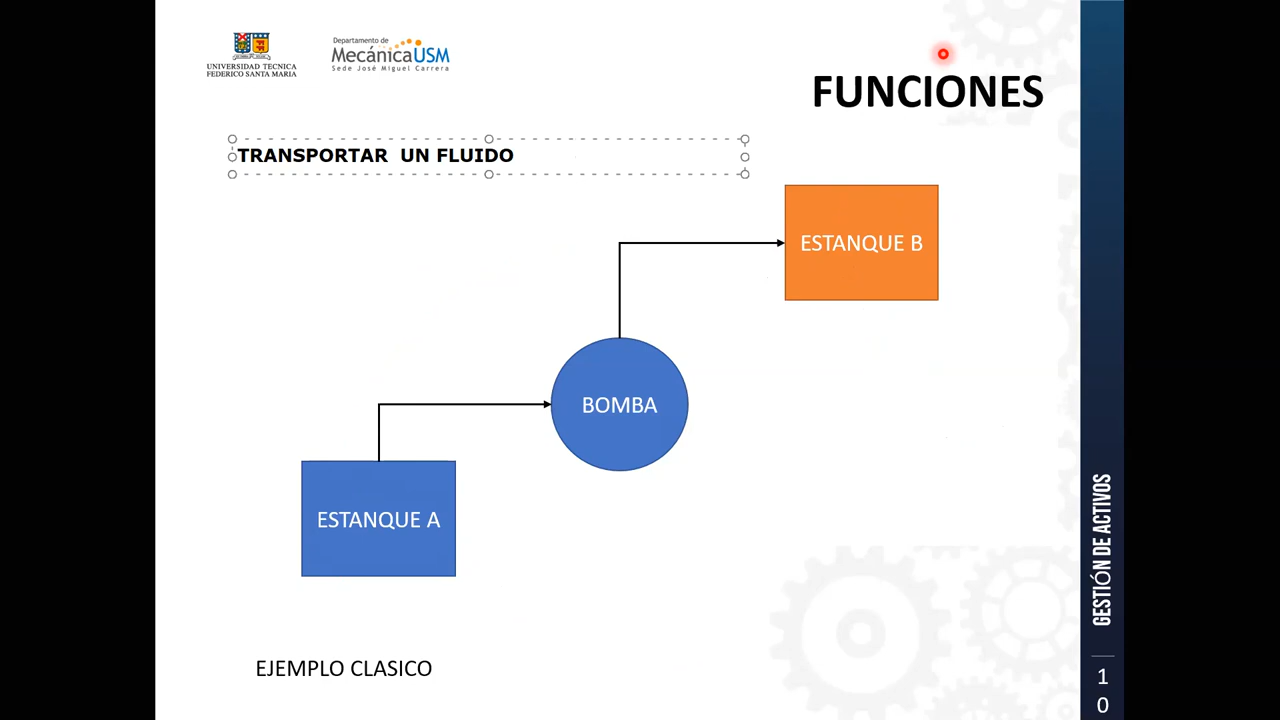 UNIVERSIDAD TECNICA
FEDERICO SANTA MARIA
Departamento de
MecánicaUSM
Sede José Miguel Carrera
FUNCIONES
TRANSPORTAR UN FLUIDO
ESTANQUE B
BOMBA
ESTANQUE A
EJEMPLO CLASICO
GESTIÓN DE ACTIVOS
1
0